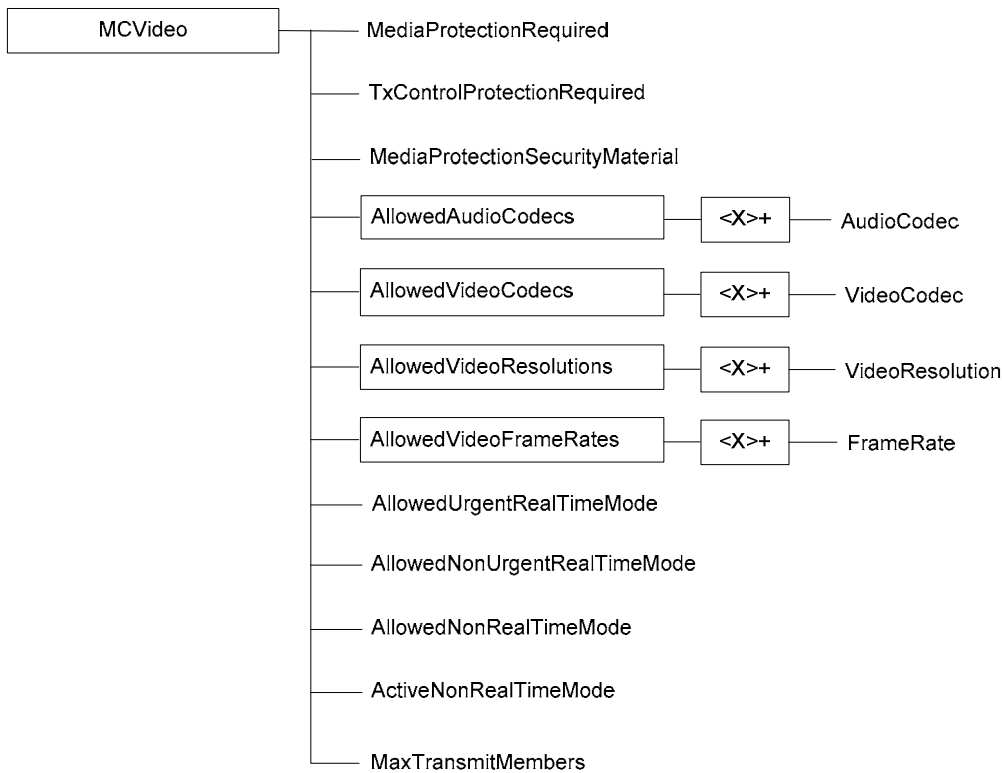 MCVideo
MediaProtectionRequired
TxControlProtectionRequired
MediaProtectionSecurityMaterial
AllowedAudioCodecs <X>+ AudioCodec
AllowedVideoCodecs <X>+ VideoCodec
AllowedVideoResolutions <X>+ VideoResolution
AllowedVideoFrameRates <X>+ FrameRate
AllowedUrgentRealTimeMode
AllowedNonUrgentRealTimeMode
AllowedNonRealTimeMode
ActiveNonRealTimeMode
MaxTransmitMembers